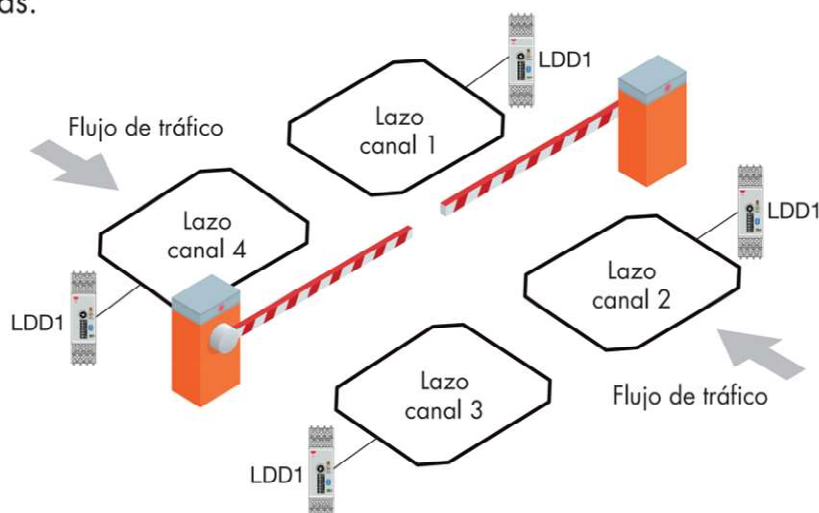 as.
LDD1
Lazo
canal 1
Flujo de tráfico
Lazo
canal 4
LDD1
Lazo
canal 2
LDD1
Lazo
canal 3
Flujo de tráfico
LDD1